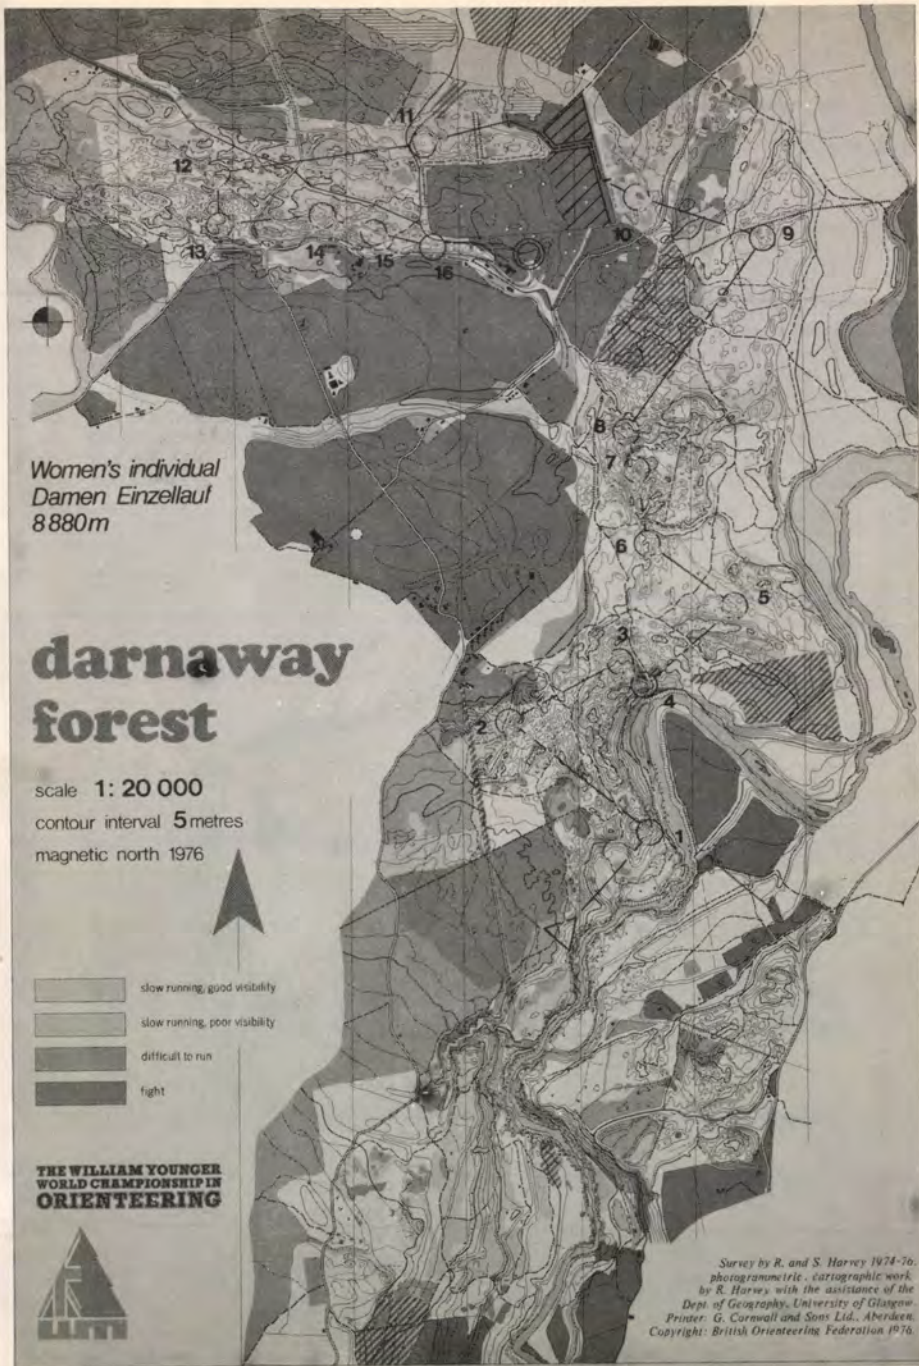 11
12
13
14
15
16
10
9
8
7
6
5
3
4
2
1
Women's individual
Damen Einzellauf
8 880m
darnaway
forest
scale 1: 20 000
contour interval 5 metres
magnetic north 1976
slow running, good visibility
slow running, poor visibility
difficult to run
fight
THE WILLIAM YOUNGER
WORLD CHAMPIONSHIP IN
ORIENTEERING
Survey by R. and S. Harvey 1974-76.
photogrammetric, cartographic work
by R. Harvey with the assistance of the
Dept. of Geography, University of Glasgow.
Printer: G. Cornwall and Sons Ltd., Aberdeen.
Copyright: British Orienteering Federation 1976.